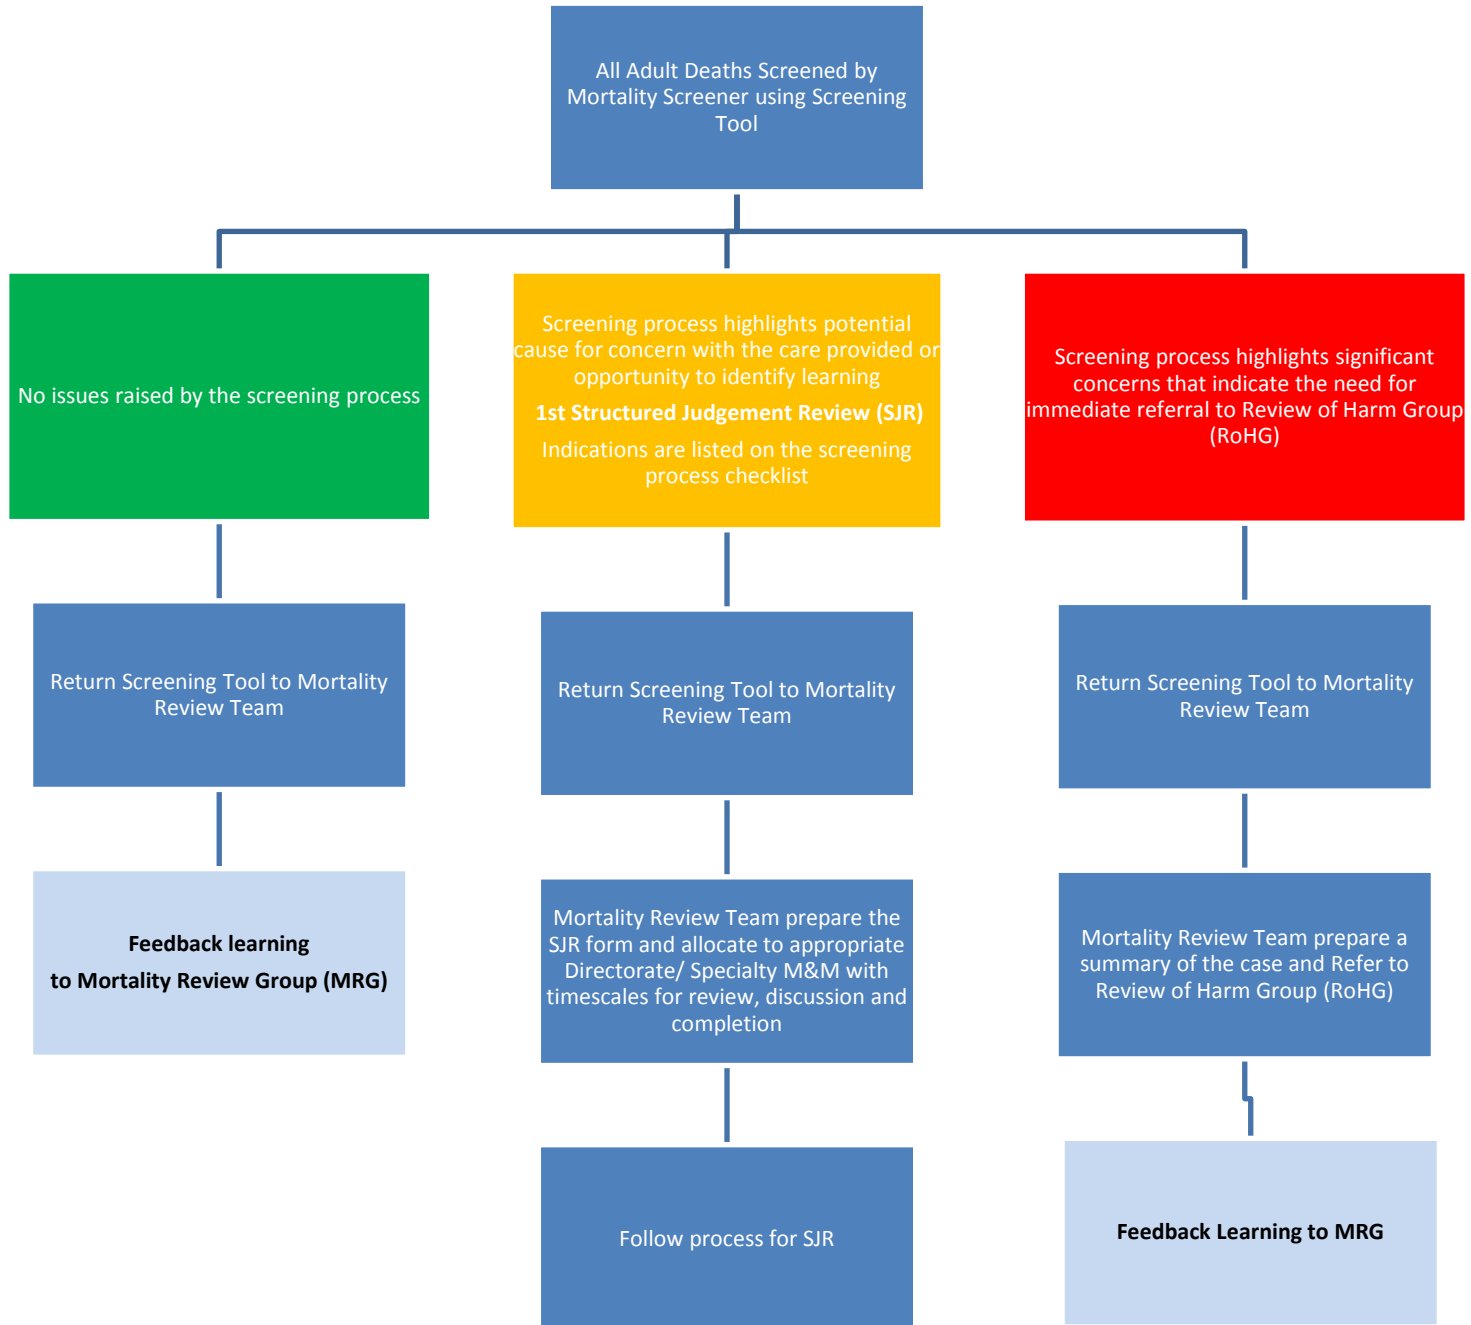 All Adult Deaths Screened by
Mortality Screener using Screening
Tool
No issues raised by the screening process
Screening process highlights potential
cause for concern with the care provided or
opportunity to identify learning
1st Structured Judgement Review (SJR)
Indications are listed on the screening
process checklist
Screening process highlights significant
concerns that indicate the need for
immediate referral to Review of Harm Group
(RoHG)
Return Screening Tool to Mortality
Review Team
Return Screening Tool to Mortality
Review Team
Return Screening Tool to Mortality
Review Team
Feedback learning
to Mortality Review Group (MRG)
Mortality Review Team prepare the
SJR form and allocate to appropriate
Directorate/ Specialty M&M with
timescales for review, discussion and
completion
Mortality Review Team prepare a
summary of the case and Refer to
Review of Harm Group (RoHG)
Follow process for SJR
Feedback Learning to MRG